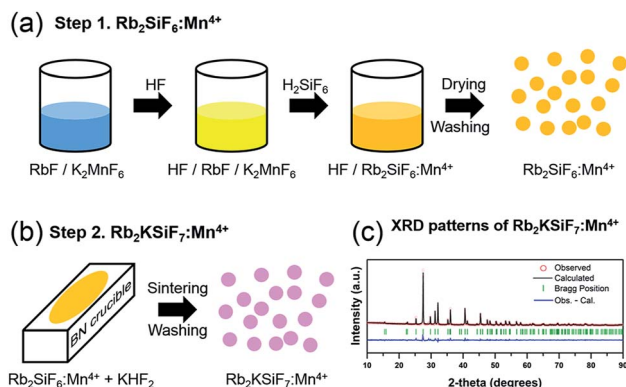 (a) Step 1. Rb₂SiF₆:Mn⁴⁺
HF
H₂SiF₆
Drying
Washing
RbF / K₂MnF₆
HF / RbF / K₂MnF₆
HF / Rb₂SiF₆:Mn⁴⁺
Rb₂SiF₆:Mn⁴⁺
(b) Step 2. Rb₂KSiF₇:Mn⁴⁺
BN crucible
Sintering
Washing
Rb₂SiF₆:Mn⁴⁺ + KHF₂
Rb₂KSiF₇:Mn⁴⁺
(c) XRD patterns of Rb₂KSiF₇:Mn⁴⁺
Intensity (a.u.)
Observed
Calculated
Bragg Position
Obs. - Cal.
10 20 30 40 50 60 70 80 90
2-theta (degrees)